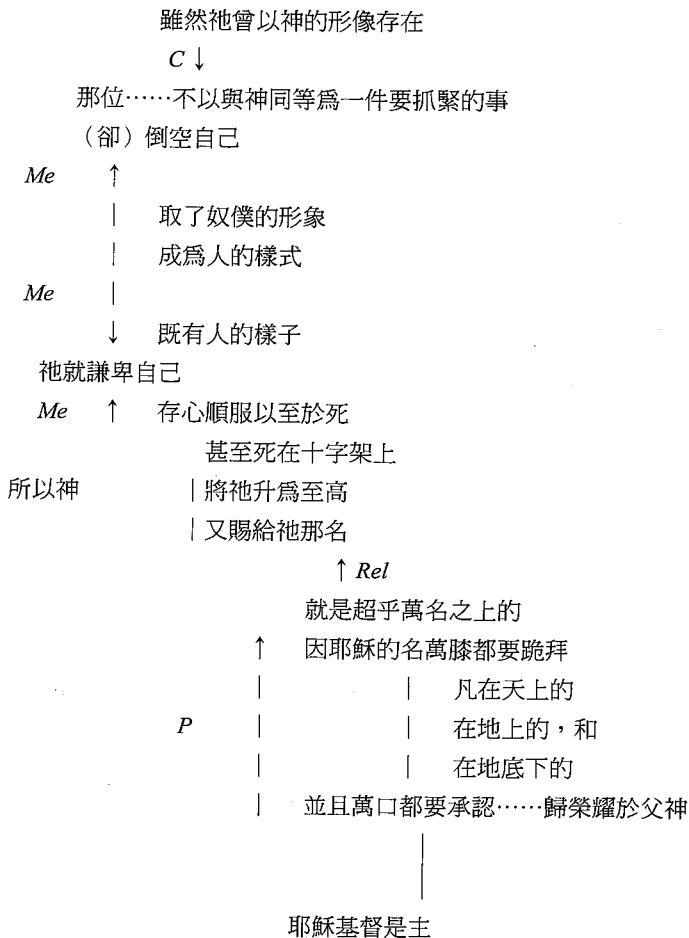 雖然祂曾以神的形像存在
C ↓
那位……不以與神同等爲一件要抓緊的事
（卻）倒空自己
Me ↑
| 取了奴僕的形象
| 成爲人的樣式
Me |
↓ 既有人的樣子
祂就謙卑自己
Me ↑ 存心順服以至於死
甚至死在十字架上
所以神 | 將祂升爲至高
| 又賜給祂那名
↑ Rel
就是超乎萬名之上的
↑ 因耶穌的名萬膝都要跪拜
| | 凡在天上的
P | | 在地上的，和
| | 在地底下的
| 並且萬口都要承認……歸榮耀於父神
|
|
耶穌基督是主